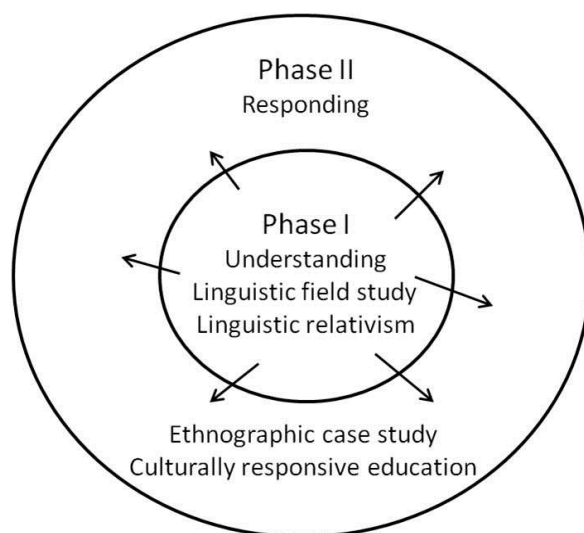 Phase II
Responding
Phase I
Understanding
Linguistic field study
Linguistic relativism
Ethnographic case study
Culturally responsive education